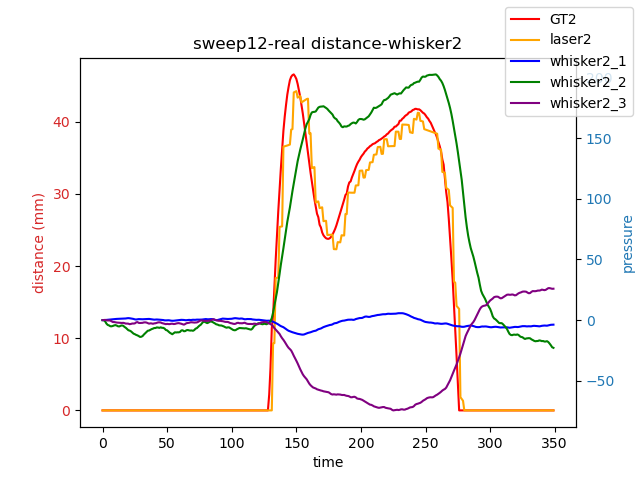 sweep12-real distance-whisker2
GT2
laser2
whisker2_1
whisker2_2
whisker2_3
distance (mm)
40
30
20
10
0
200
150
100
50
0
−50
pressure
0 50 100 150 200 250 300 350
time